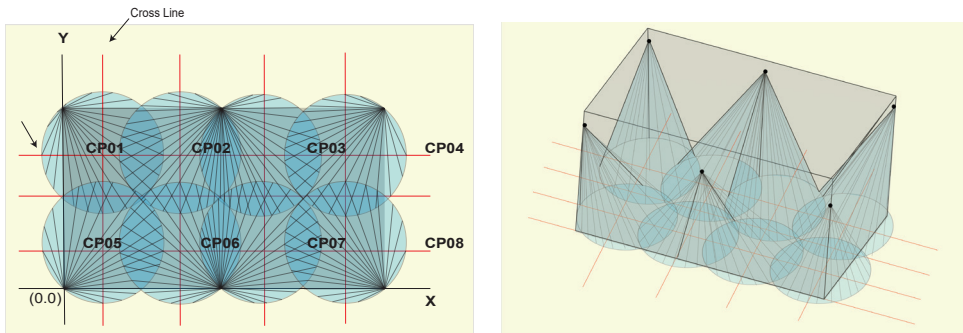 Cross Line
Y
CP01
CP02
CP03
CP04
CP05
CP06
CP07
CP08
(0.0)
X